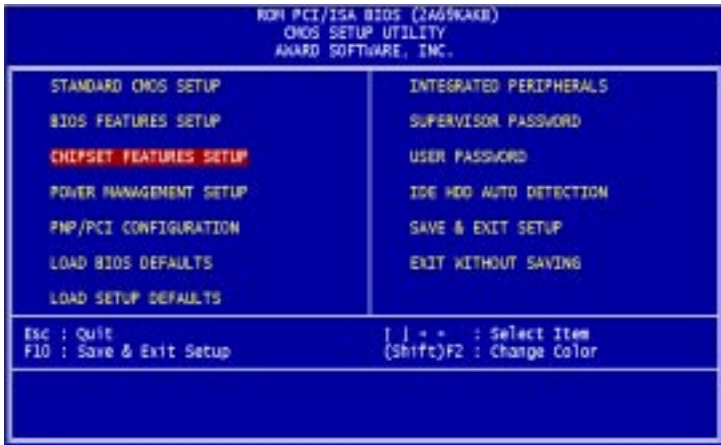 ROM PCI/ISA BIOS (2A69KAKB)
CMOS SETUP UTILITY
AWARD SOFTWARE, INC.
STANDARD CMOS SETUP
BIOS FEATURES SETUP
CHIPSET FEATURES SETUP
POWER MANAGEMENT SETUP
PNP/PCI CONFIGURATION
LOAD BIOS DEFAULTS
LOAD SETUP DEFAULTS
INTEGRATED PERIPHERALS
SUPERVISOR PASSWORD
USER PASSWORD
IDE HDD AUTO DETECTION
SAVE & EXIT SETUP
EXIT WITHOUT SAVING
Esc : Quit
F10 : Save & Exit Setup
: Select Item
(Shift)F2 : Change Color